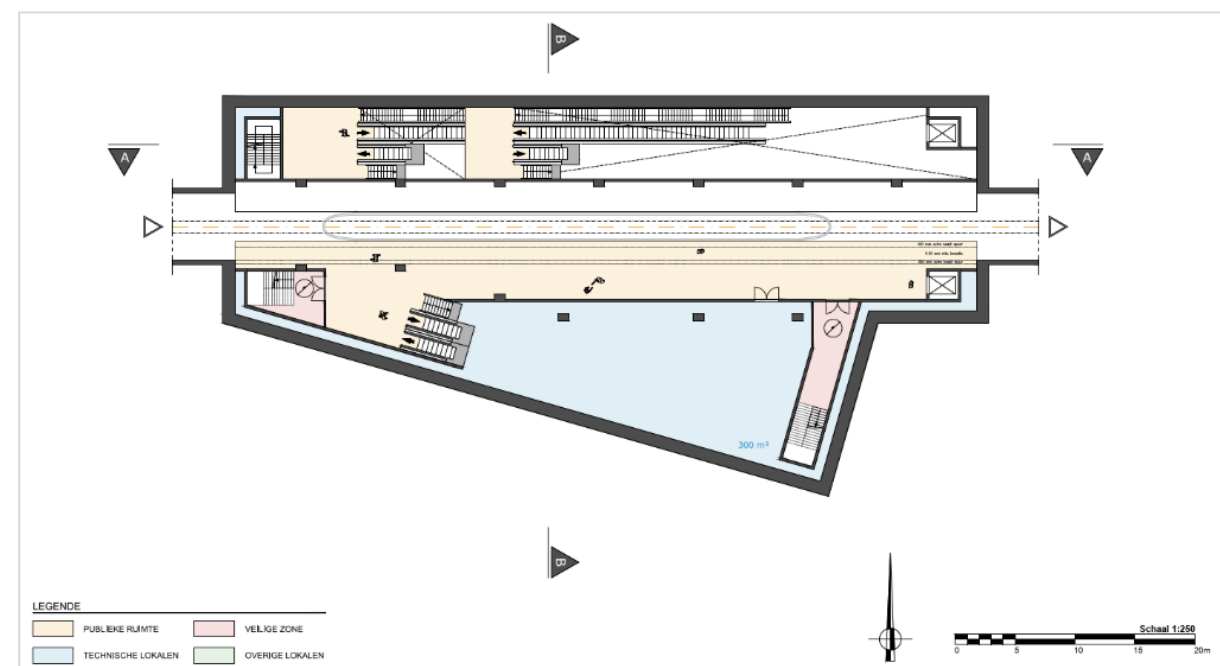 B
A
A
300 m²
B
LEGENDE
PUBLIEKE RUIMTE
VEILIGE ZONE
TECHNISCHE LOKALEN
OVERIGE LOKALEN
Schaal 1:250
0 5 10 15 20m